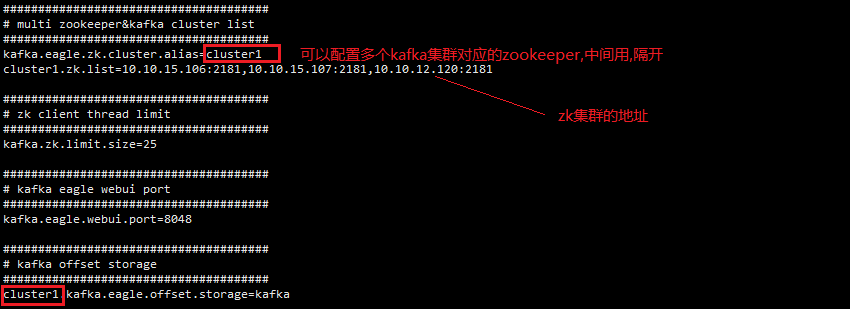 ######################################
# multi zookeeper&kafka cluster list
######################################
kafka.eagle.zk.cluster.alias=cluster1 可以配置多个kafka集群对应的zookeeper,中间用,隔开
cluster1.zk.list=10.10.15.106:2181,10.10.15.107:2181,10.10.12.120:2181
zk集群的地址
######################################
# zk client thread limit
######################################
kafka.zk.limit.size=25
######################################
# kafka eagle webui port
######################################
kafka.eagle.webui.port=8048
######################################
# kafka offset storage
######################################
cluster1.kafka.eagle.offset.storage=kafka